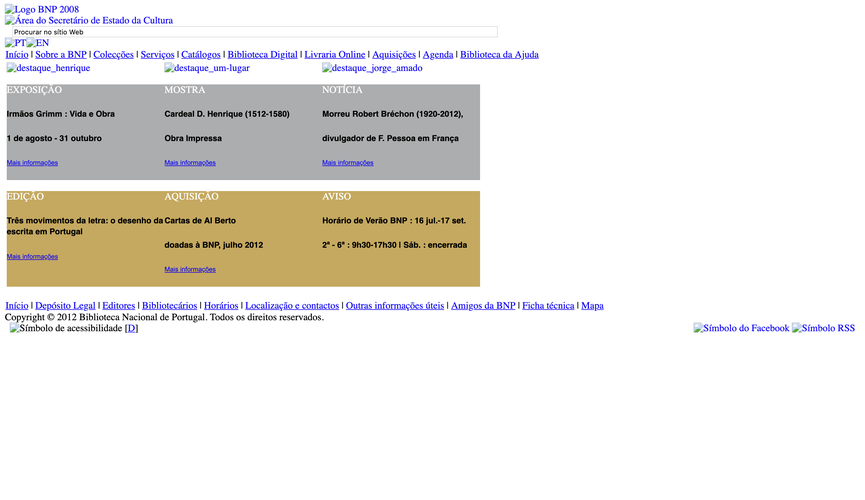 Logo BNP 2008
Área do Secretário de Estado da Cultura
Procurar no sítio Web
PT EN
Início | Sobre a BNP | Colecções | Serviços | Catálogos | Biblioteca Digital | Livraria Online | Aquisições | Agenda | Biblioteca da Ajuda
destaque_henrique destaque_um-lugar destaque_jorge_amado
EXPOSIÇÃO
Irmãos Grimm : Vida e Obra
1 de agosto - 31 outubro
Mais informações
MOSTRA
Cardeal D. Henrique (1512-1580)
Obra Impressa
Mais informações
NOTÍCIA
Morreu Robert Bréchon (1920-2012),
divulgador de F. Pessoa em França
Mais informações
EDIÇÃO
Três movimentos da letra: o desenho da
escrita em Portugal
Mais informações
AQUISIÇÃO
Cartas de Al Berto
doadas à BNP, julho 2012
Mais informações
AVISO
Horário de Verão BNP : 16 jul.-17 set.
2ª - 6ª : 9h30-17h30 | Sáb. : encerrada
Início | Depósito Legal | Editores | Bibliotecários | Horários | Localização e contactos | Outras informações úteis | Amigos da BNP | Ficha técnica | Mapa
Copyright © 2012 Biblioteca Nacional de Portugal. Todos os direitos reservados.
Símbolo de acessibilidade [D] Símbolo do Facebook Símbolo RSS